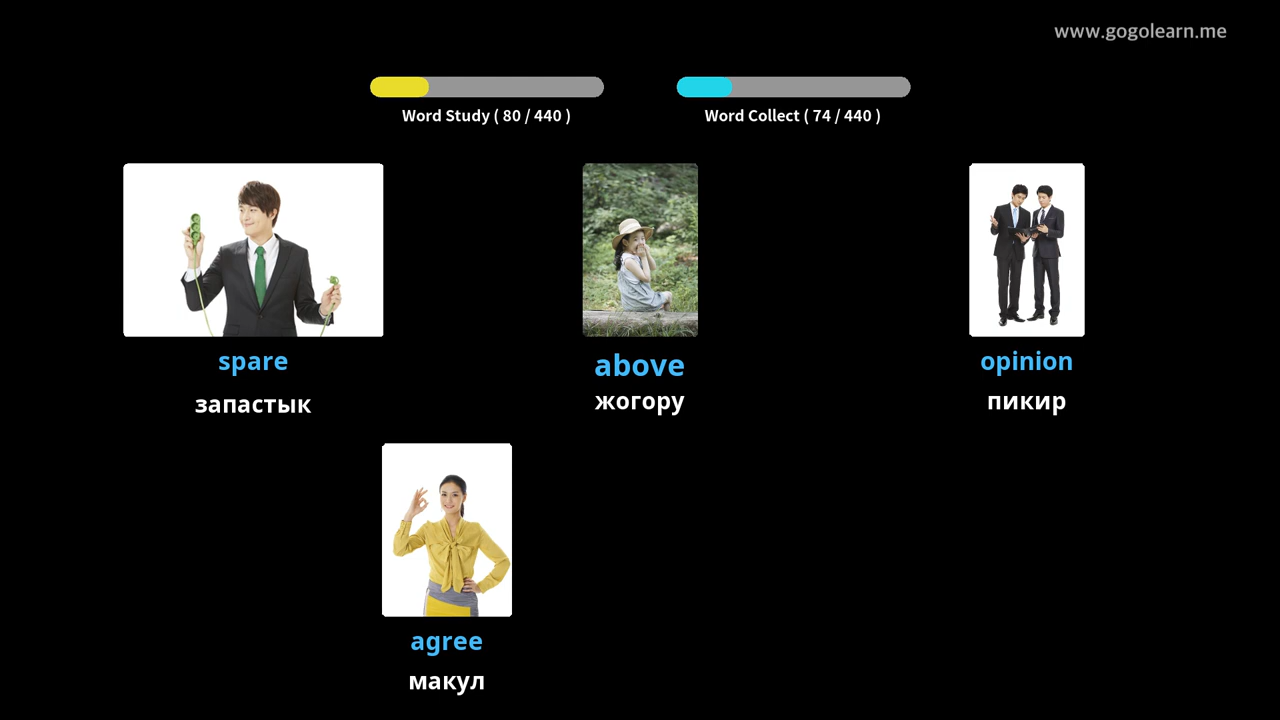 www.gogolearn.me
Word Study ( 80 / 440 )
Word Collect ( 74 / 440 )
spare
запастык
above
жогору
opinion
пикир
agree
макул